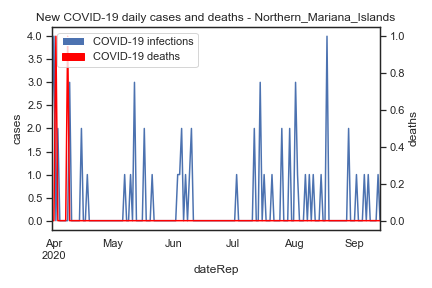 New COVID-19 daily cases and deaths - Northern_Mariana_Islands
COVID-19 infections
COVID-19 deaths
4.0
3.5
3.0
2.5
2.0
1.5
1.0
0.5
0.0
cases
1.0
0.8
0.6
0.4
0.2
0.0
deaths
Apr May Jun Jul Aug Sep
2020
dateRep